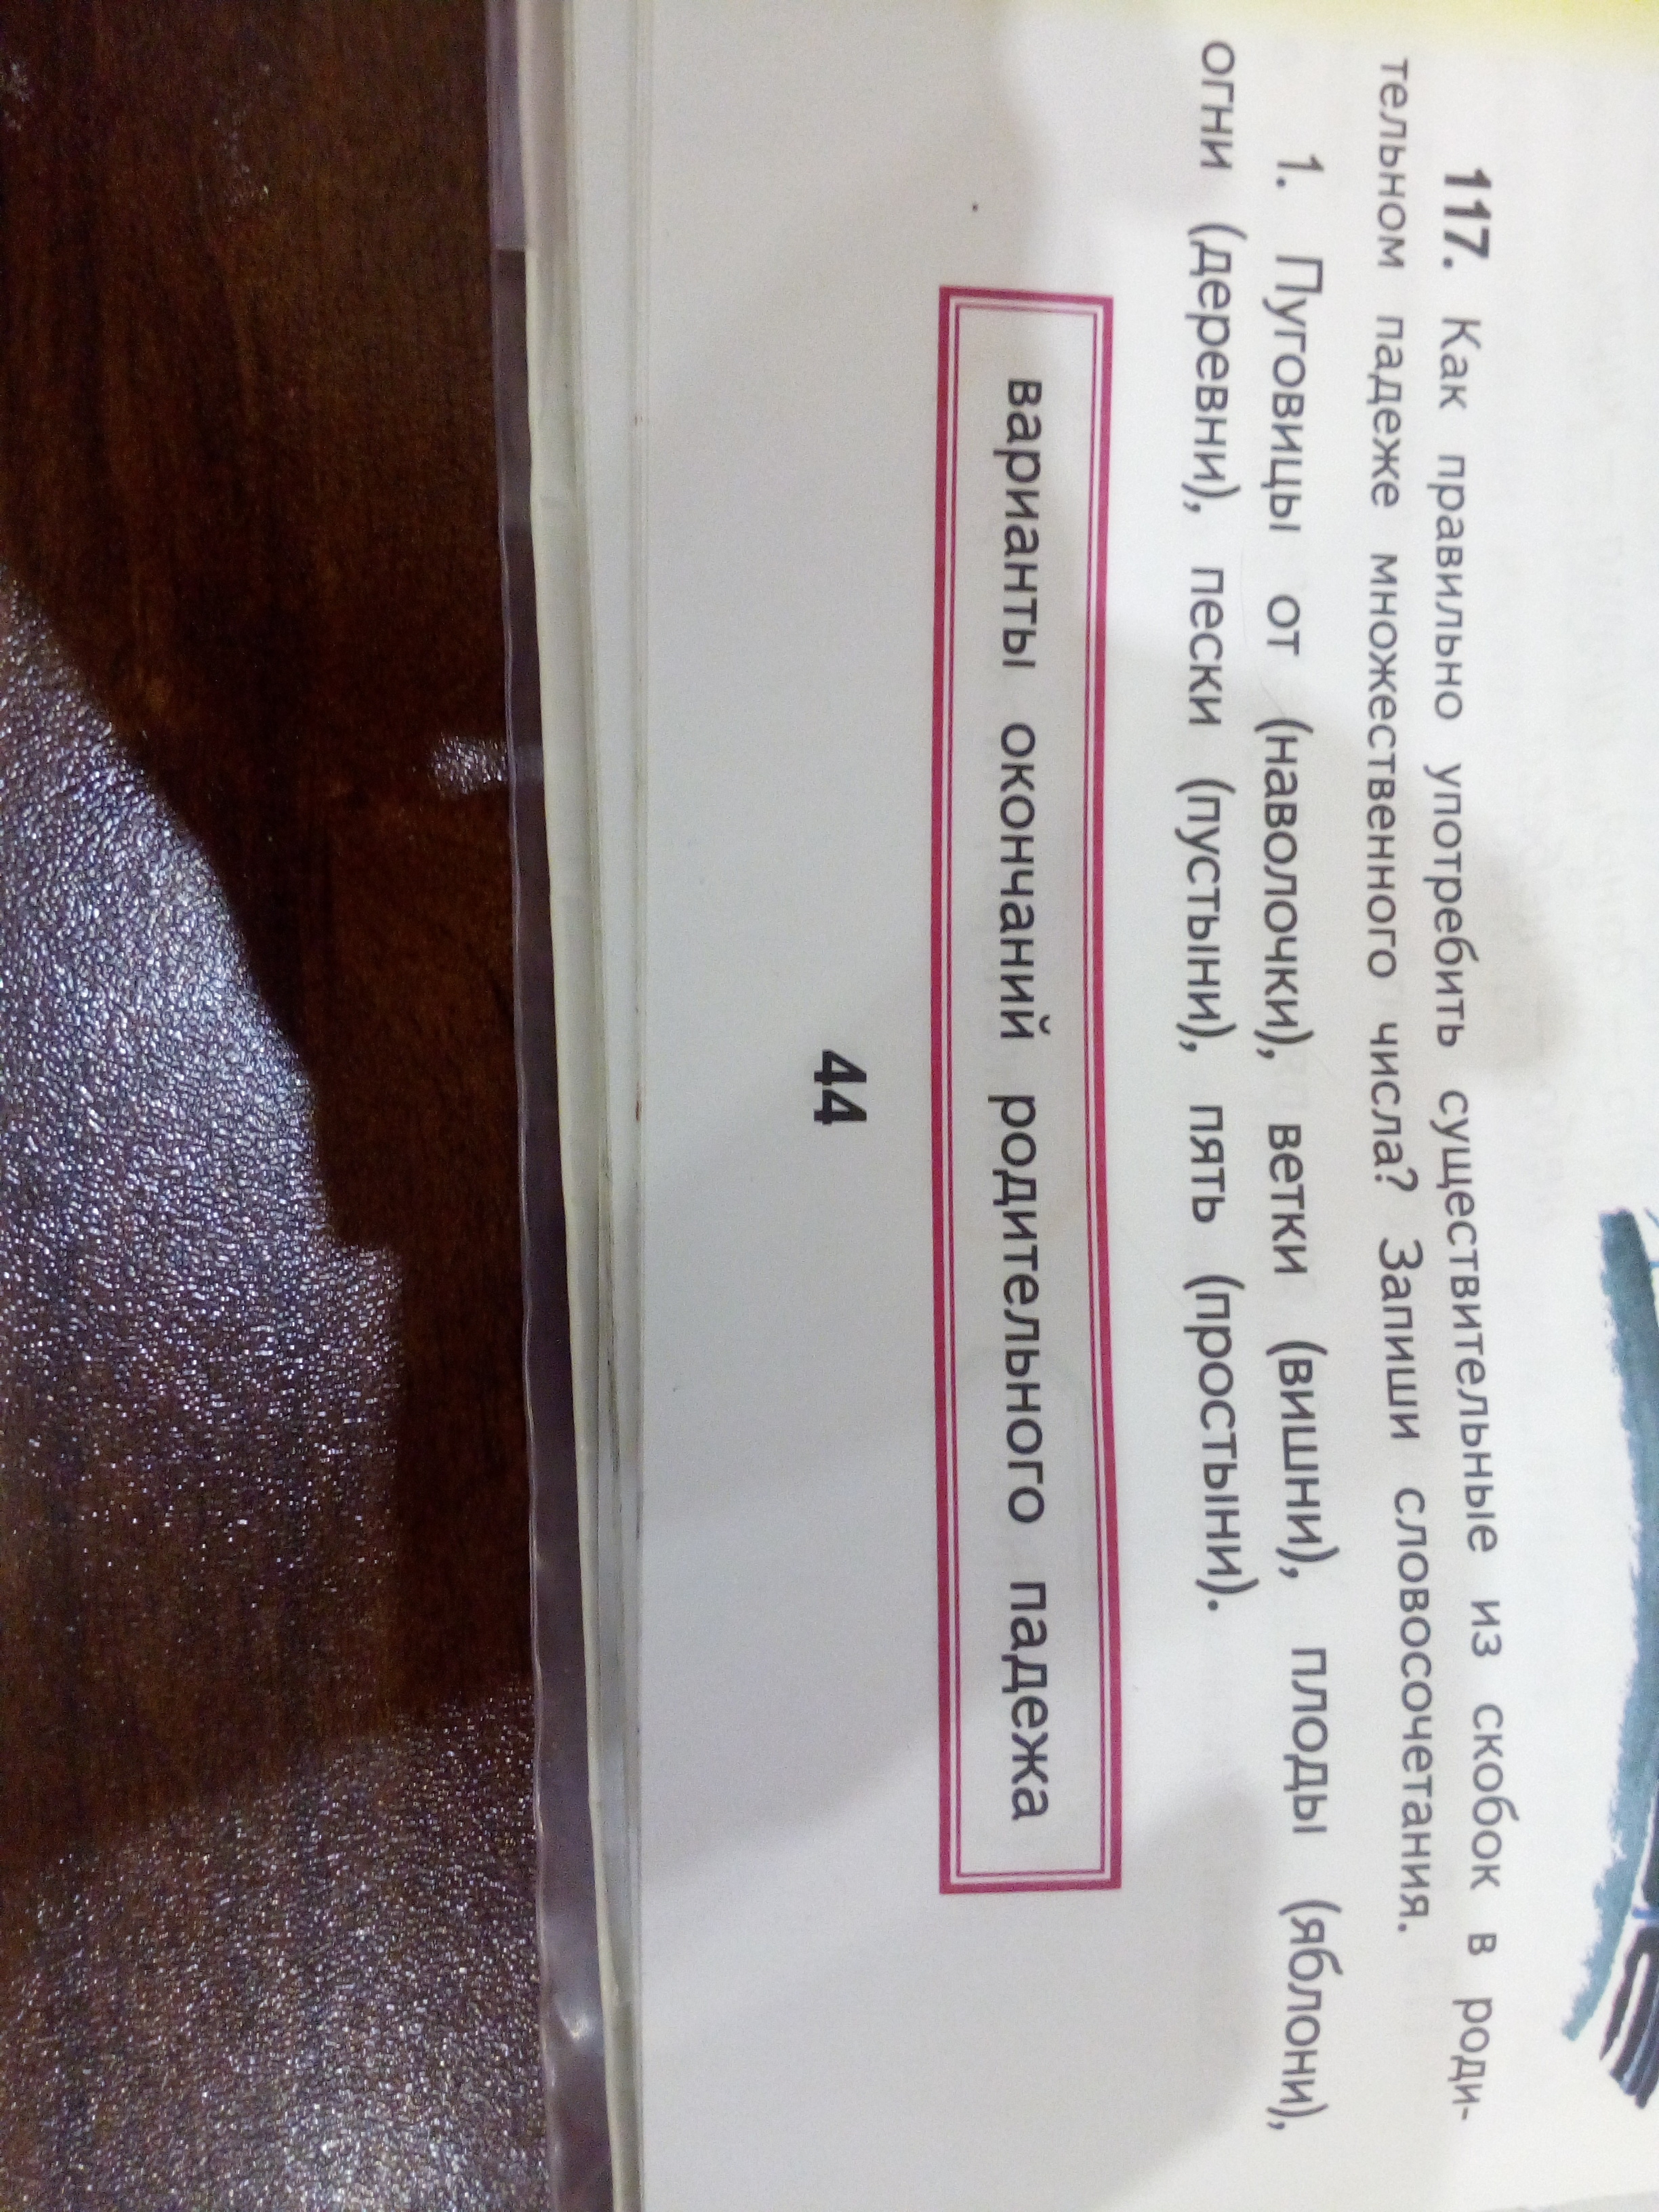 117. Как правильно употребить существительные из скобок в роди-
тельном падеже множественного числа? Запиши словосочетания.
1. Пуговицы от (наволочки), ветки (вишни), плоды (яблони),
огни (деревни), пески (пустыни), пять (простыни).
варианты окончаний родительного падежа
44